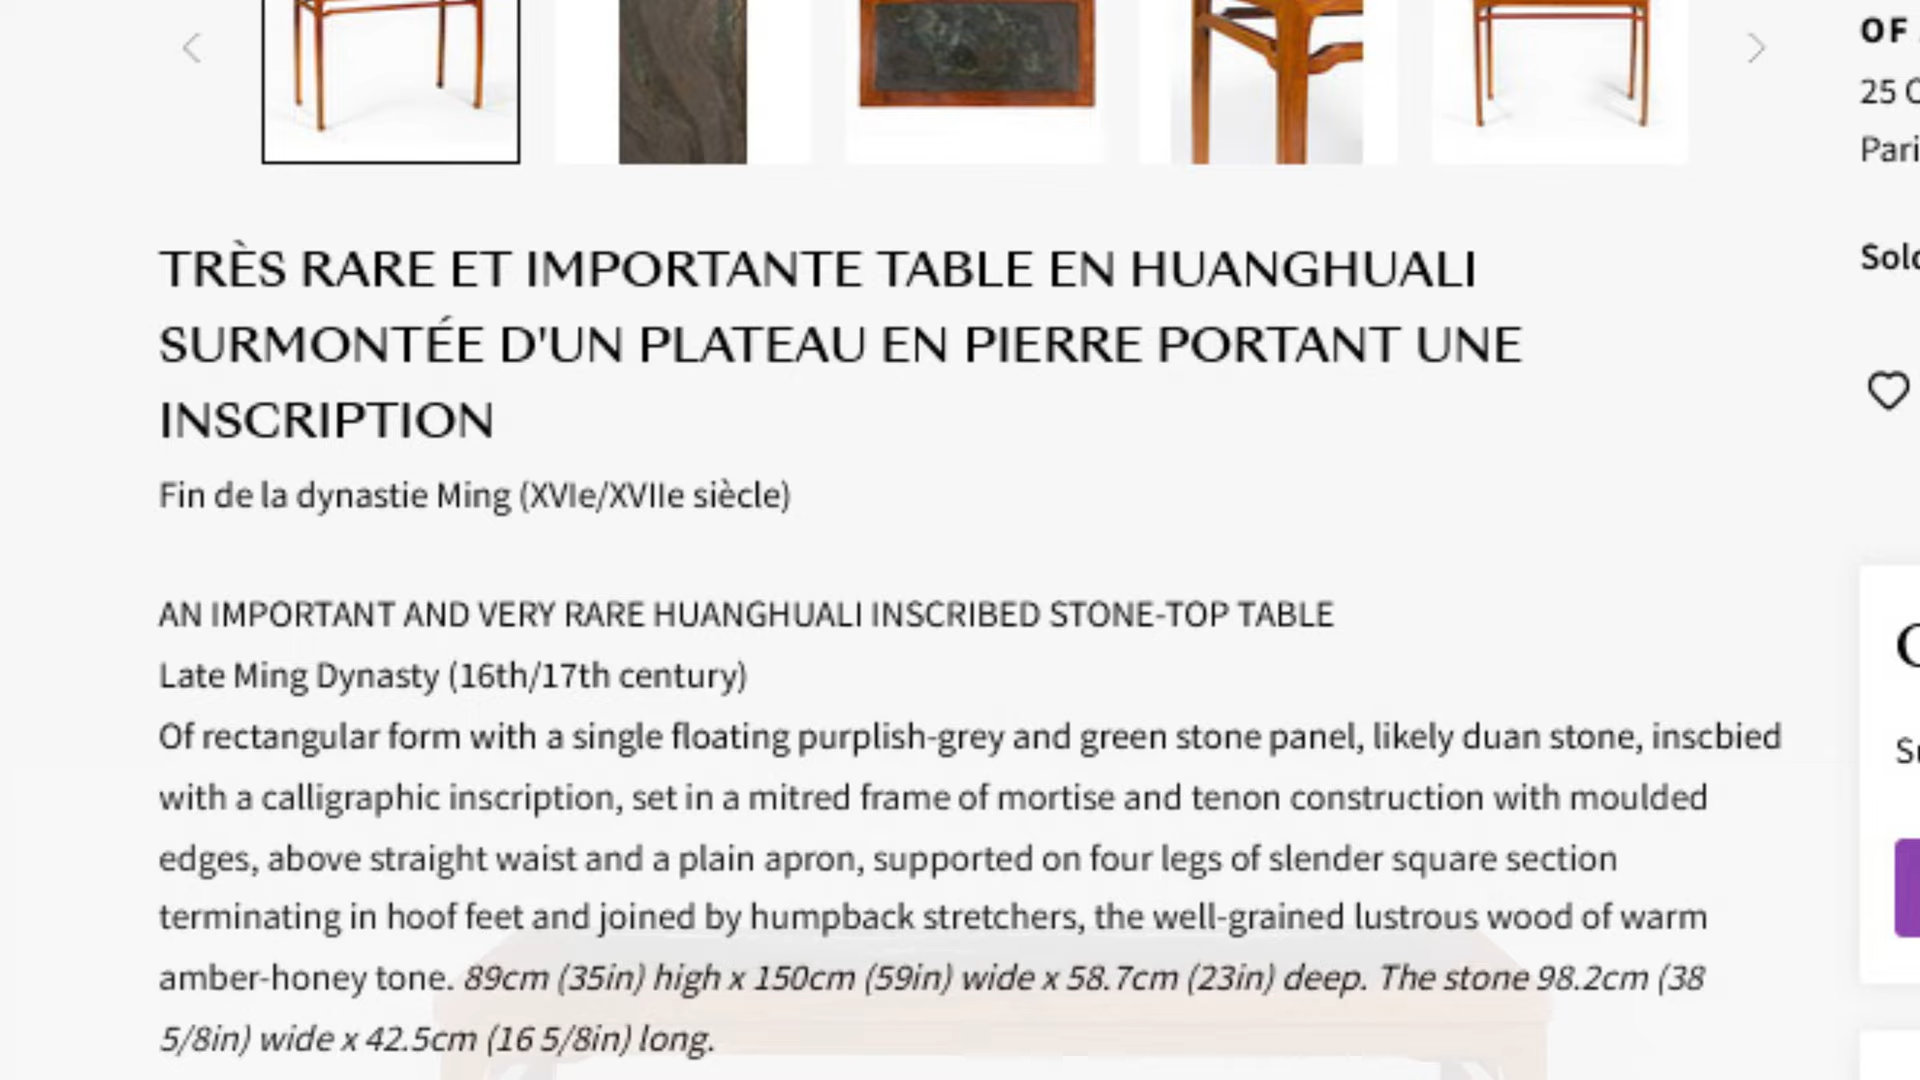 TRÈS RARE ET IMPORTANTE TABLE EN HUANGHUALI
SURMONTÉE D'UN PLATEAU EN PIERRE PORTANT UNE
INSCRIPTION
Fin de la dynastie Ming (XVIe/XVIIe siècle)
AN IMPORTANT AND VERY RARE HUANGHUALI INSCRIBED STONE-TOP TABLE
Late Ming Dynasty (16th/17th century)
Of rectangular form with a single floating purplish-grey and green stone panel, likely duan stone, inscbied
with a calligraphic inscription, set in a mitred frame of mortise and tenon construction with moulded
edges, above straight waist and a plain apron, supported on four legs of slender square section
terminating in hoof feet and joined by humpback stretchers, the well-grained lustrous wood of warm
amber-honey tone. 89cm (35in) high x 150cm (59in) wide x 58.7cm (23in) deep. The stone 98.2cm (38
5/8in) wide x 42.5cm (16 5/8in) long.
OF
25